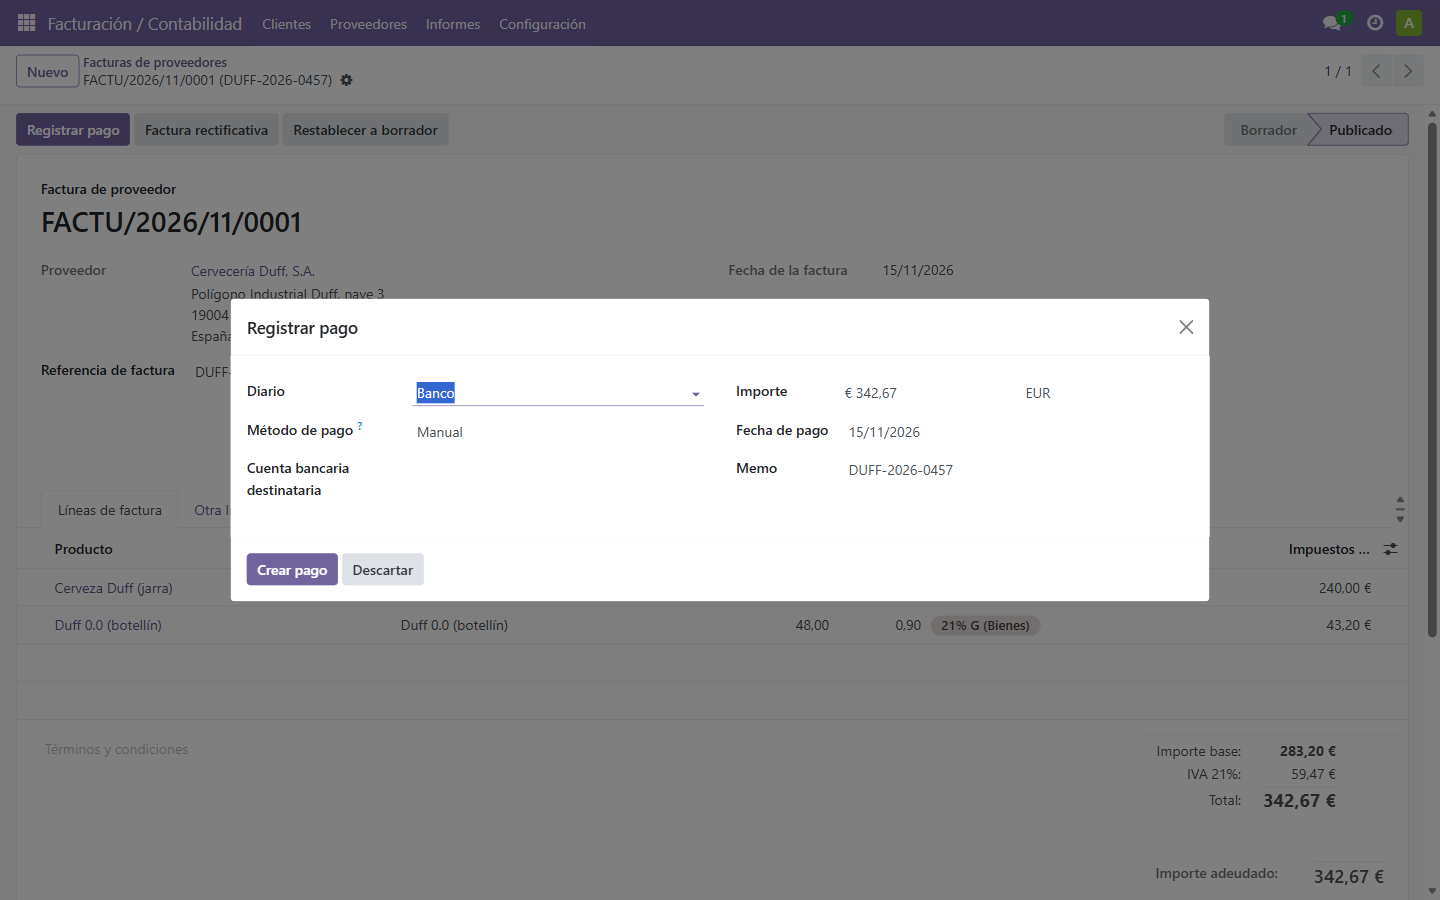 Facturación / Contabilidad
Clientes
Proveedores
Informes
Configuración
1
A
Nuevo
Facturas de proveedores
FACTU/2026/11/0001 (DUFF-2026-0457)
1 / 1
Registrar pago
Factura rectificativa
Restablecer a borrador
Borrador
Publicado
Factura de proveedor
FACTU/2026/11/0001
Proveedor
Cervecería Duff, S.A.
Polígono Industrial Duff, nave 3
19004
España
Fecha de la factura
15/11/2026
Referencia de factura
DUFF-
Registrar pago
Diario
Banco
Método de pago ?
Manual
Cuenta bancaria
destinataria
Importe
€ 342,67
EUR
Fecha de pago
15/11/2026
Memo
DUFF-2026-0457
Crear pago
Descartar
Líneas de factura
Otra
Producto
Impuestos ...
Cerveza Duff (jarra)
240,00 €
Duff 0.0 (botellín)
Duff 0.0 (botellín)
48,00
0,90
21% G (Bienes)
43,20 €
Términos y condiciones
Importe base:
283,20 €
IVA 21%:
59,47 €
Total:
342,67 €
Importe adeudado:
342,67 €